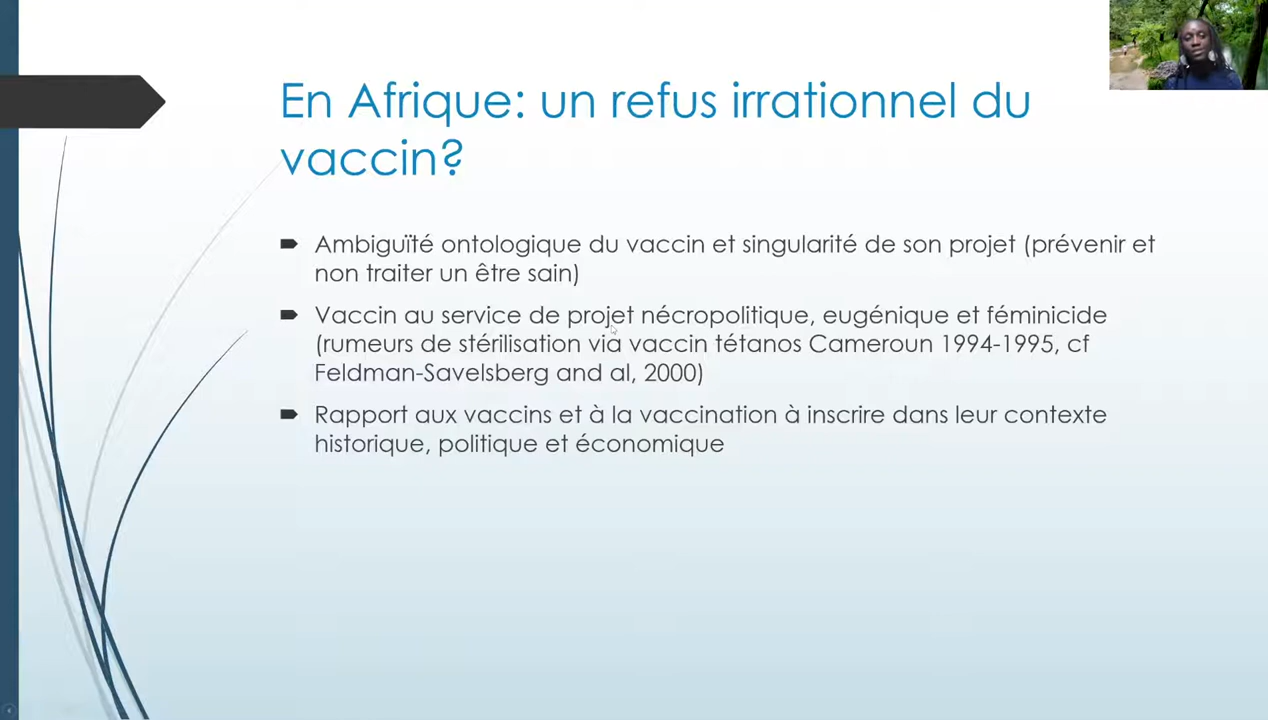 En Afrique: un refus irrationnel du
vaccin?
Ambiguïté ontologique du vaccin et singularité de son projet (prévenir et
non traiter un être sain)
Vaccin au service de projet nécropolitique, eugénique et féminicide
(rumeurs de stérilisation via vaccin tétanos Cameroun 1994-1995, cf
Feldman-Savelsberg and al, 2000)
Rapport aux vaccins et à la vaccination à inscrire dans leur contexte
historique, politique et économique